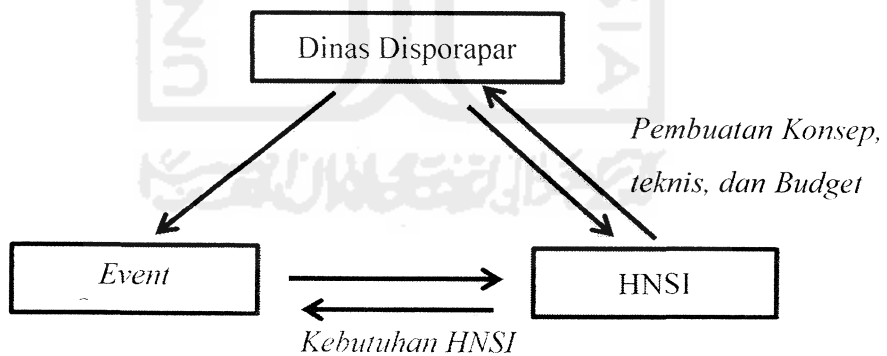 Dinas Disporapar
Pembuatan Konsep,
teknis, dan Budget
Event
HNSI
Kebutuhan HNSI